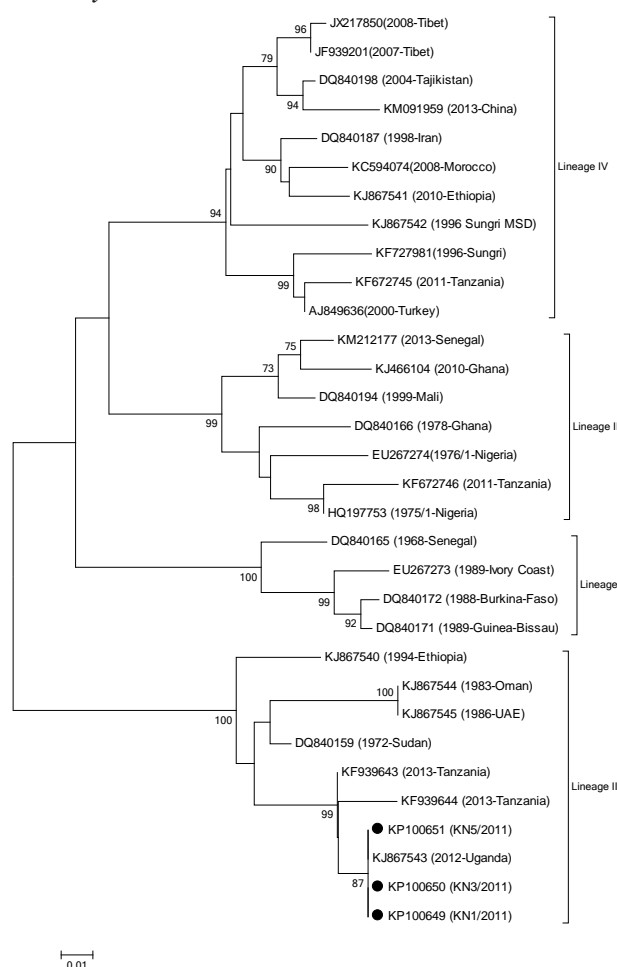 JX217850(2008-Tibet)
96
JF939201(2007-Tibet)
79
DQ840198 (2004-Tajikistan)
94
KM091959 (2013-China)
DQ840187 (1998-Iran)
Lineage IV
KC594074(2008-Morocco)
90
KJ867541 (2010-Ethiopia)
94
KJ867542 (1996 Sungri MSD)
KF727981(1996-Sungri)
KF672745 (2011-Tanzania)
99
AJ849636(2000-Turkey)
KM212177 (2013-Senegal)
75
KJ466104 (2010-Ghana)
73
DQ840194 (1999-Mali)
99
DQ840166 (1978-Ghana)
Lineage I
EU267274(1976/1-Nigeria)
KF672746 (2011-Tanzania)
98
HQ197753 (1975/1-Nigeria)
DQ840165 (1968-Senegal)
100
EU267273 (1989-Ivory Coast)
Lineage
99
DQ840172 (1988-Burkina-Faso)
92
DQ840171 (1989-Guinea-Bissau)
KJ867540 (1994-Ethiopia)
100
KJ867544 (1983-Oman)
100
KJ867545 (1986-UAE)
DQ840159 (1972-Sudan)
KF939643 (2013-Tanzania)
Lineage II
KF939644 (2013-Tanzania)
99
KP100651 (KN5/2011)
KJ867543 (2012-Uganda)
87
KP100650 (KN3/2011)
KP100649 (KN1/2011)
0.01